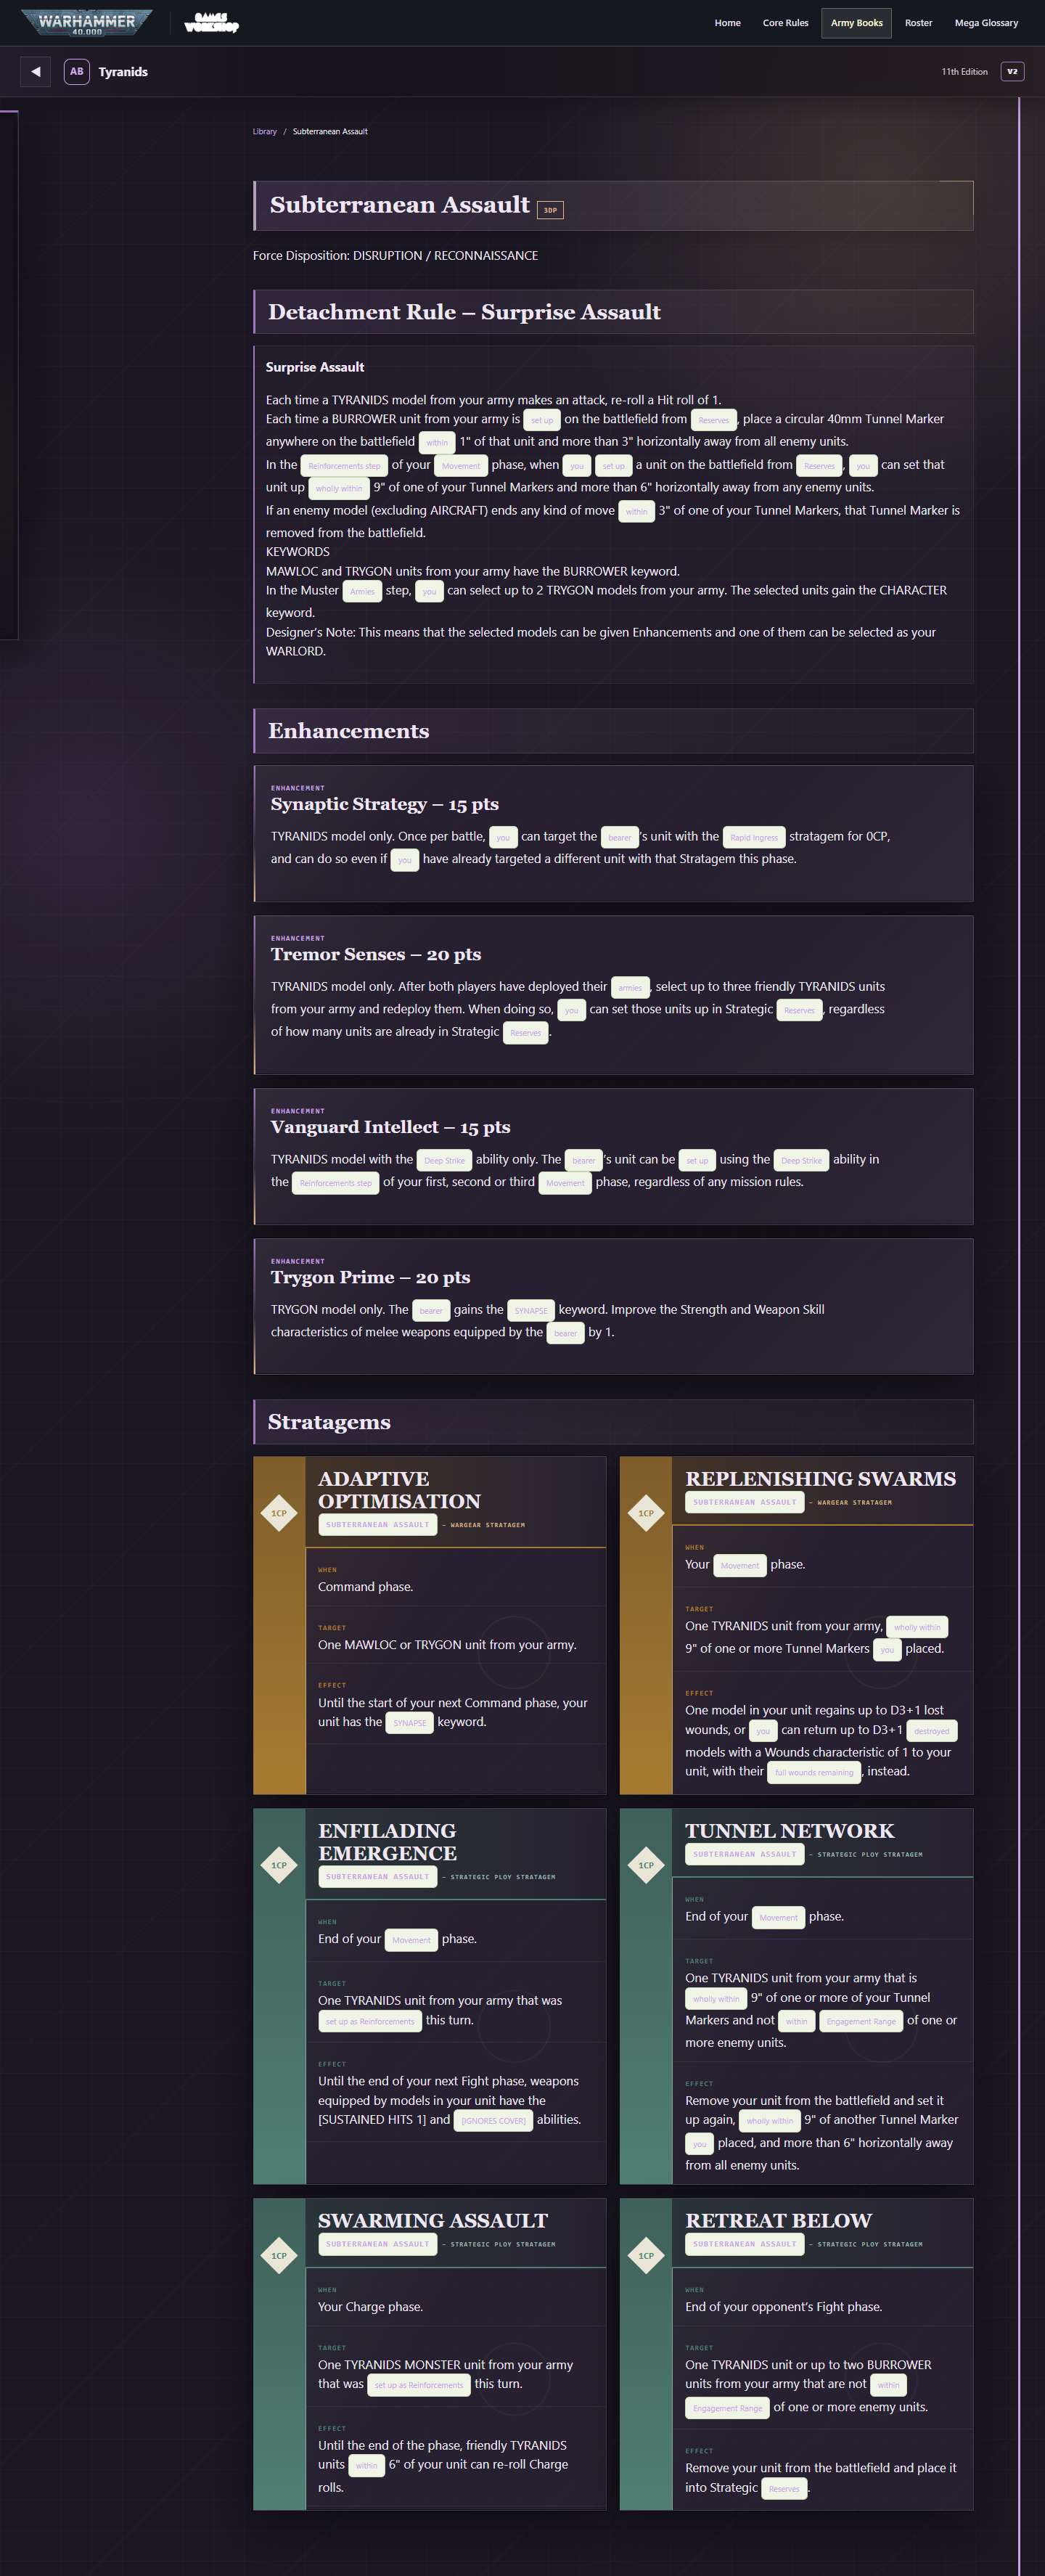 WARHAMMER
40,000
GAMES
WORKSHOP
Home
Core Rules
Army Books
Roster
Mega Glossary
◀
AB
Tyranids
11th Edition
V2
Library / Subterranean Assault
Subterranean Assault 3DP
Force Disposition: DISRUPTION / RECONNAISSANCE
Detachment Rule – Surprise Assault
Surprise Assault
Each time a TYRANIDS model from your army makes an attack, re-roll a Hit roll of 1.
Each time a BURROWER unit from your army is set up on the battlefield from Reserves, place a circular 40mm Tunnel Marker
anywhere on the battlefield within 1" of that unit and more than 3" horizontally away from all enemy units.
In the Reinforcements step of your Movement phase, when you set up a unit on the battlefield from Reserves, you can set that
unit up wholly within 9" of one of your Tunnel Markers and more than 6" horizontally away from any enemy units.
If an enemy model (excluding AIRCRAFT) ends any kind of move within 3" of one of your Tunnel Markers, that Tunnel Marker is
removed from the battlefield.
KEYWORDS
MAWLOC and TRYGON units from your army have the BURROWER keyword.
In the Muster Armies step, you can select up to 2 TRYGON models from your army. The selected units gain the CHARACTER
keyword.
Designer's Note: This means that the selected models can be given Enhancements and one of them can be selected as your
WARLORD.
Enhancements
ENHANCEMENT
Synaptic Strategy – 15 pts
TYRANIDS model only. Once per battle, you can target the bearer's unit with the Rapid Ingress stratagem for 0CP,
and can do so even if you have already targeted a different unit with that Stratagem this phase.
ENHANCEMENT
Tremor Senses – 20 pts
TYRANIDS model only. After both players have deployed their armies, select up to three friendly TYRANIDS units
from your army and redeploy them. When doing so, you can set those units up in Strategic Reserves, regardless
of how many units are already in Strategic Reserves.
ENHANCEMENT
Vanguard Intellect – 15 pts
TYRANIDS model with the Deep Strike ability only. The bearer's unit can be set up using the Deep Strike ability in
the Reinforcements step of your first, second or third Movement phase, regardless of any mission rules.
ENHANCEMENT
Trygon Prime – 20 pts
TRYGON model only. The bearer gains the SYNAPSE keyword. Improve the Strength and Weapon Skill
characteristics of melee weapons equipped by the bearer by 1.
Stratagems
1CP
ADAPTIVE
OPTIMISATION
SUBTERRANEAN ASSAULT – WARGEAR STRATAGEM
WHEN
Command phase.
TARGET
One MAWLOC or TRYGON unit from your army.
EFFECT
Until the start of your next Command phase, your
unit has the SYNAPSE keyword.
1CP
REPLENISHING SWARMS
SUBTERRANEAN ASSAULT – WARGEAR STRATAGEM
WHEN
Your Movement phase.
TARGET
One TYRANIDS unit from your army, wholly within
9" of one or more Tunnel Markers you placed.
EFFECT
One model in your unit regains up to D3+1 lost
wounds, or you can return up to D3+1 destroyed
models with a Wounds characteristic of 1 to your
unit, with their full wounds remaining, instead.
1CP
ENFILADING
EMERGENCE
SUBTERRANEAN ASSAULT – STRATEGIC PLOY STRATAGEM
WHEN
End of your Movement phase.
TARGET
One TYRANIDS unit from your army that was
set up as Reinforcements this turn.
EFFECT
Until the end of your next Fight phase, weapons
equipped by models in your unit have the
[SUSTAINED HITS 1] and [IGNORES COVER] abilities.
1CP
TUNNEL NETWORK
SUBTERRANEAN ASSAULT – STRATEGIC PLOY STRATAGEM
WHEN
End of your Movement phase.
TARGET
One TYRANIDS unit from your army that is
wholly within 9" of one or more of your Tunnel
Markers and not within Engagement Range of one or
more enemy units.
EFFECT
Remove your unit from the battlefield and set it
up again, wholly within 9" of another Tunnel Marker
you placed, and more than 6" horizontally away
from all enemy units.
1CP
SWARMING ASSAULT
SUBTERRANEAN ASSAULT – STRATEGIC PLOY STRATAGEM
WHEN
Your Charge phase.
TARGET
One TYRANIDS MONSTER unit from your army
that was set up as Reinforcements this turn.
EFFECT
Until the end of the phase, friendly TYRANIDS
units within 6" of your unit can re-roll Charge
rolls.
1CP
RETREAT BELOW
SUBTERRANEAN ASSAULT – STRATEGIC PLOY STRATAGEM
WHEN
End of your opponent's Fight phase.
TARGET
One TYRANIDS unit or up to two BURROWER
units from your army that are not within
Engagement Range of one or more enemy units.
EFFECT
Remove your unit from the battlefield and place it
into Strategic Reserves.